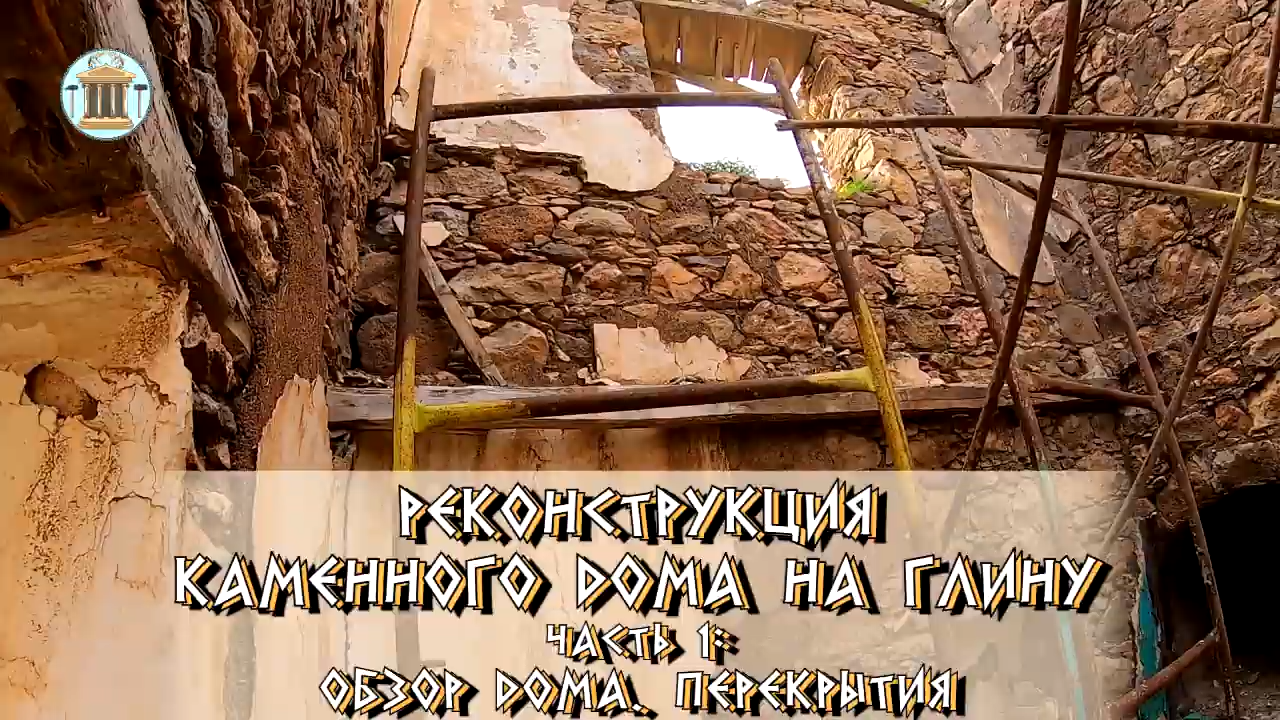 РЕКОНСТРУКЦИЯ
КАМЕННОГО ДОМА НА ГЛИНУ
ЧАСТЬ 1:
ОБЗОР ДОМА. ПЕРЕКРЫТИЯ